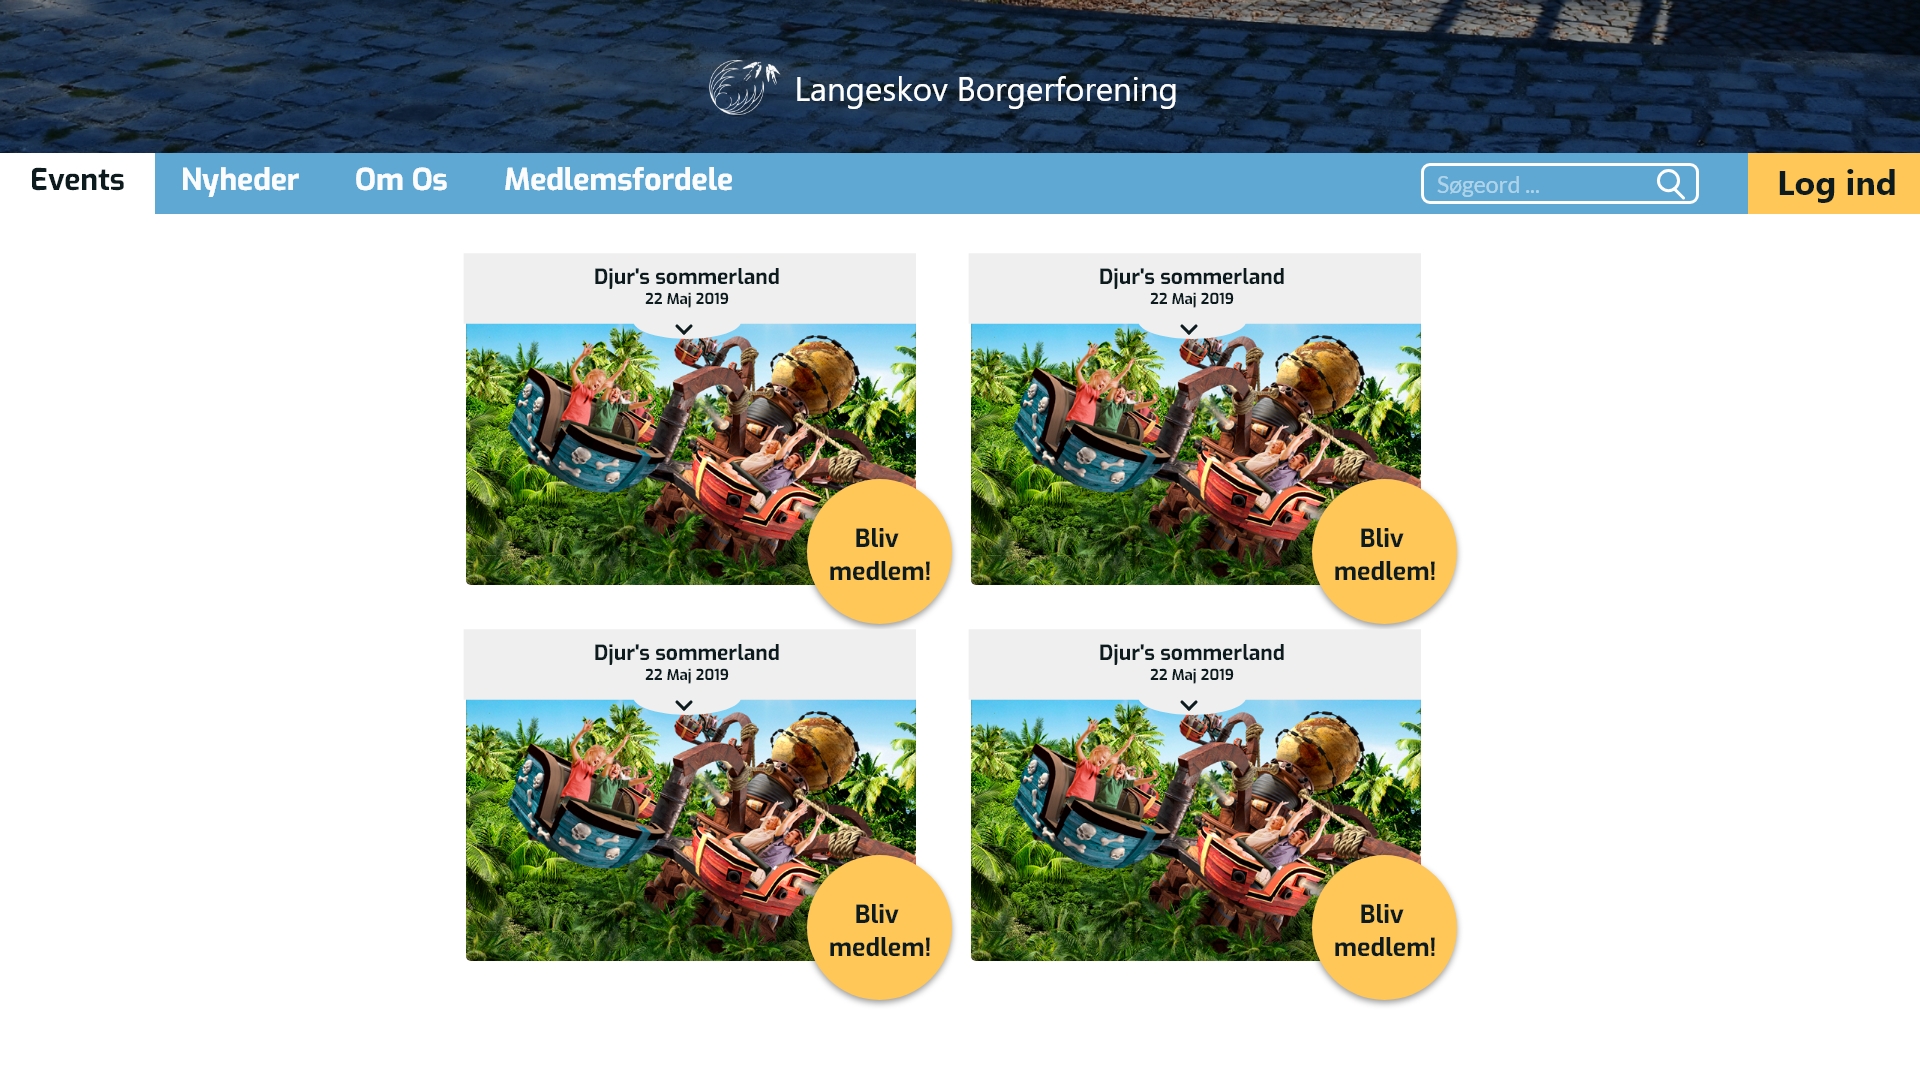 Langeskov Borgerforening
Events
Nyheder
Om Os
Medlemsfordele
Søgeord ...
Log ind
Djur's sommerland
22 Maj 2019
Bliv
medlem!
Djur's sommerland
22 Maj 2019
Bliv
medlem!
Djur's sommerland
22 Maj 2019
Bliv
medlem!
Djur's sommerland
22 Maj 2019
Bliv
medlem!